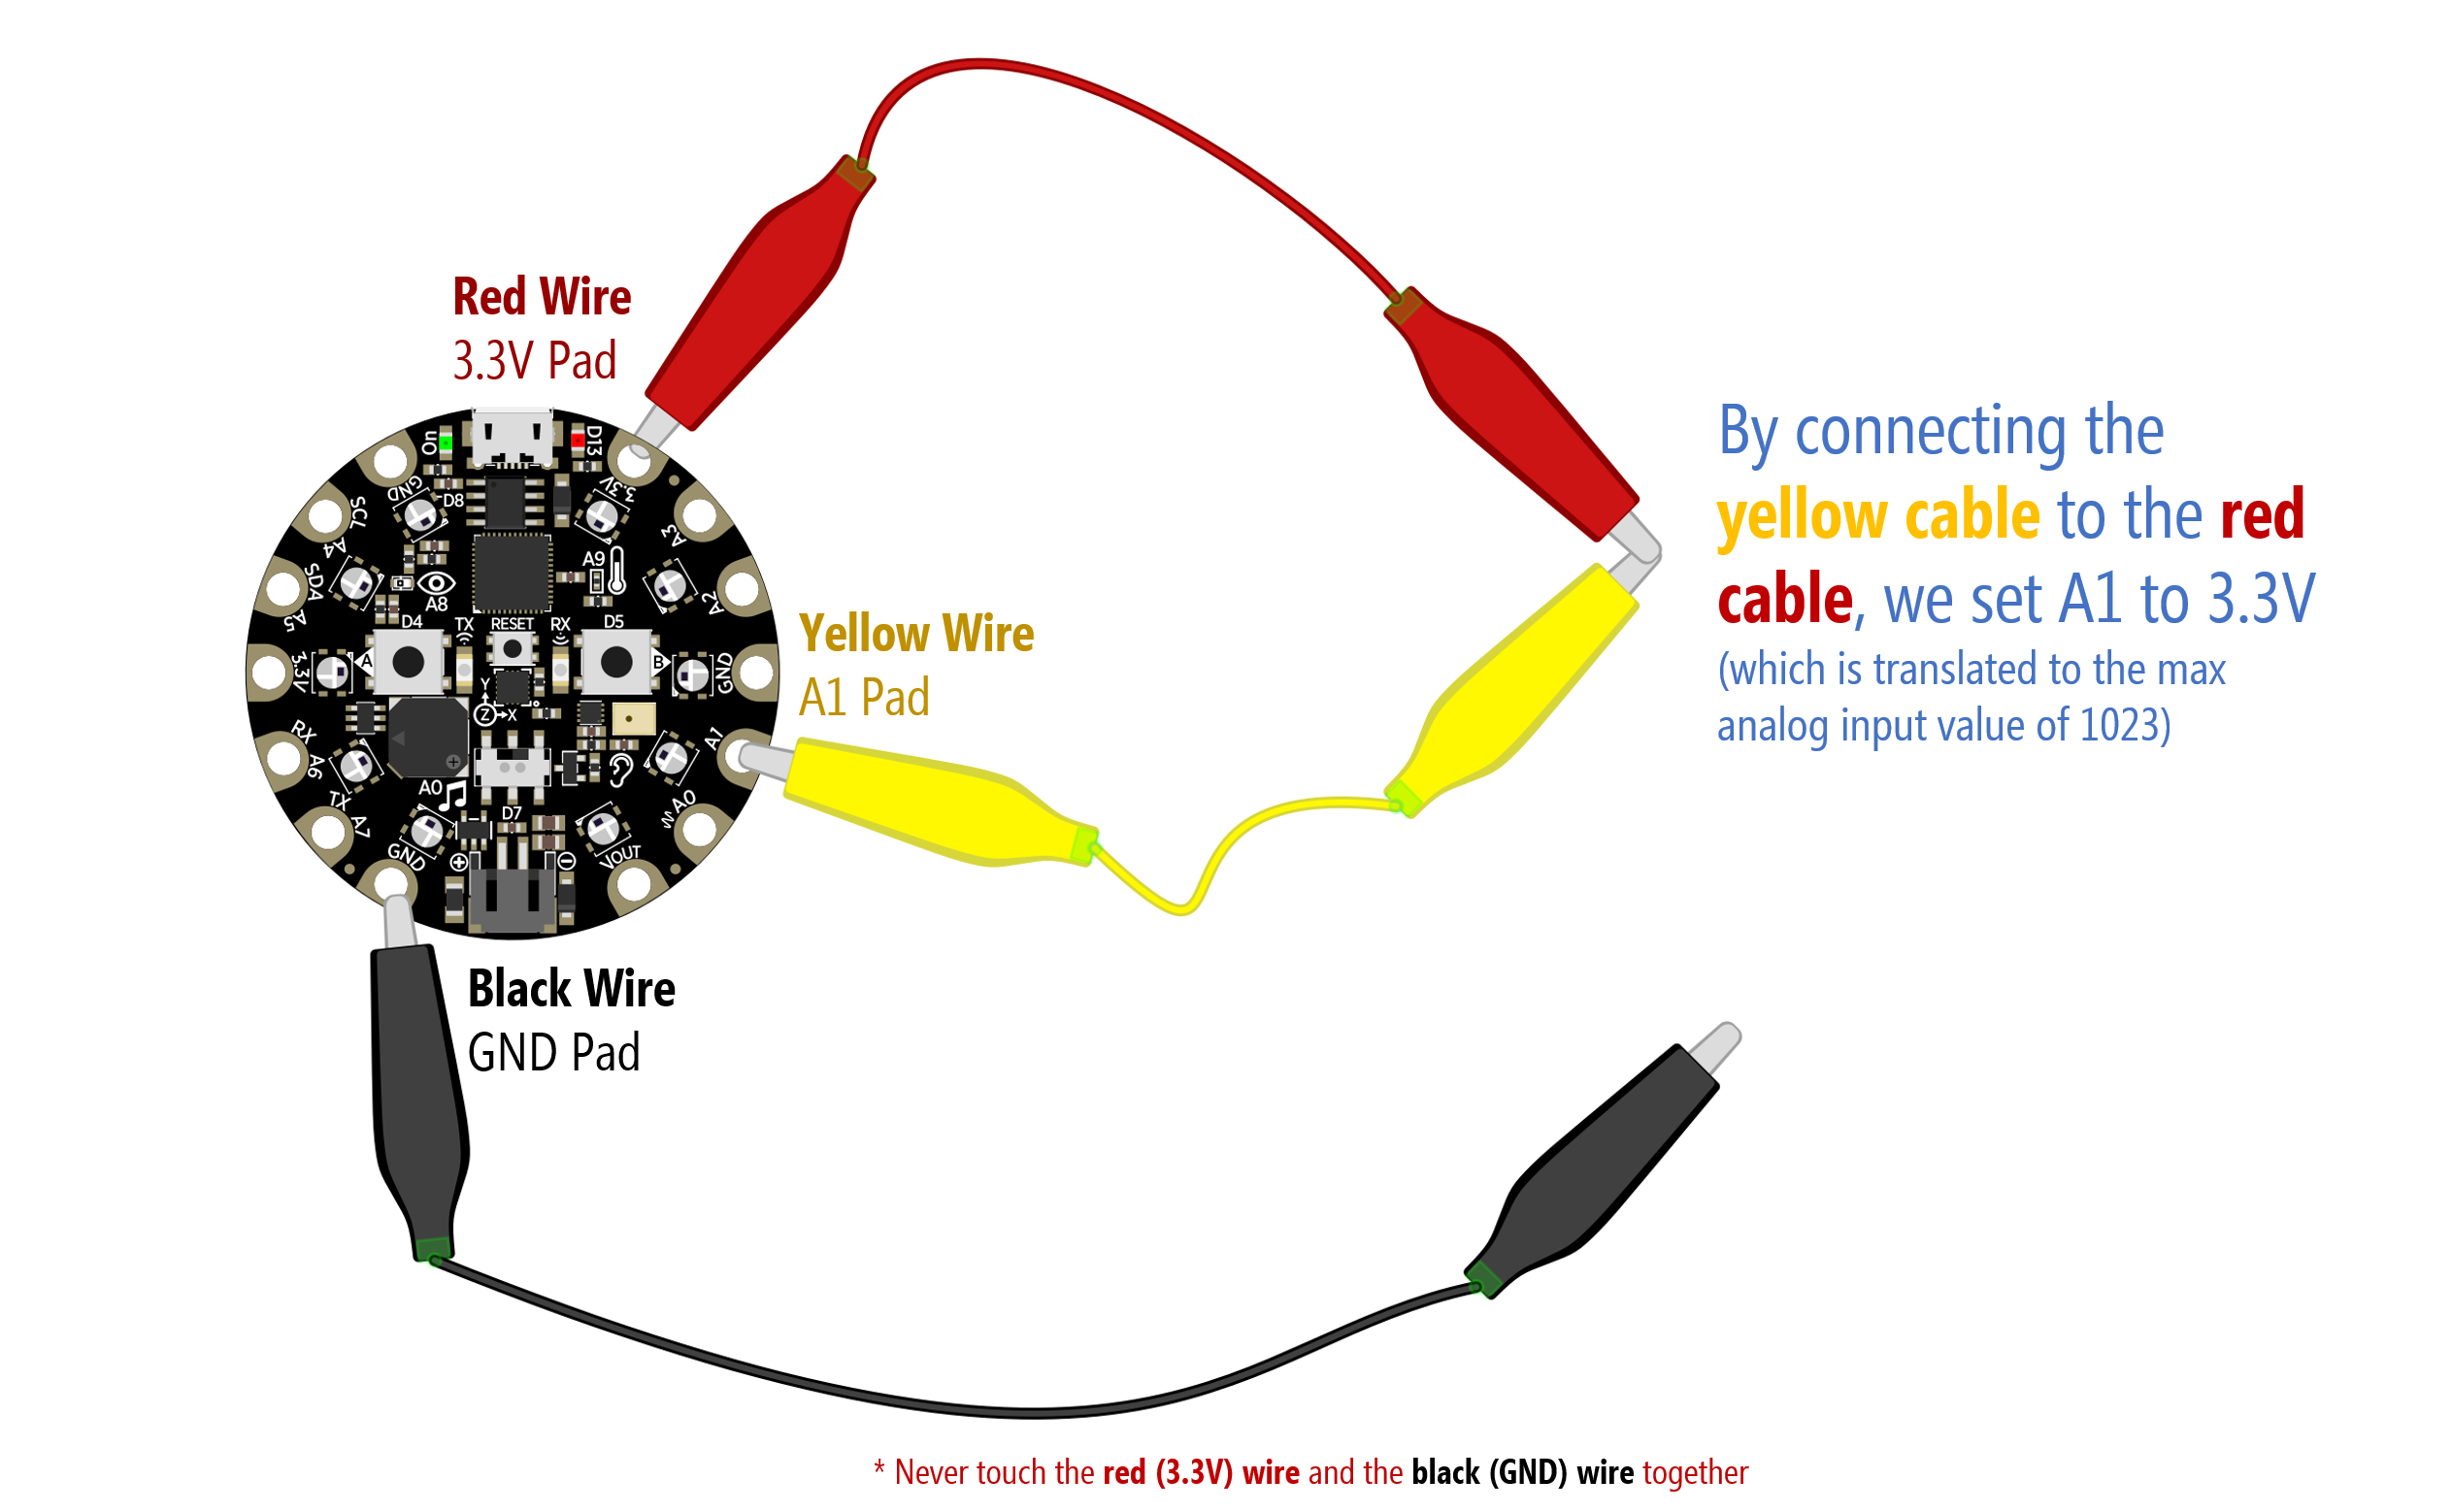 Red Wire
3.3V Pad
On
D13
GND
D8
3.3V
SCL
A4
A3
A9
SDA
A5
A8
A2
D4
TX
RESET
RX
D5
3.3V
A
B
GND
Y
Z
X
RX
A6
A1
TX
A7
A0
A0
D7
GND
VOUT
Yellow Wire
A1 Pad
By connecting the
yellow cable to the red
cable, we set A1 to 3.3V
(which is translated to the max
analog input value of 1023)
Black Wire
GND Pad
* Never touch the red (3.3V) wire and the black (GND) wire together